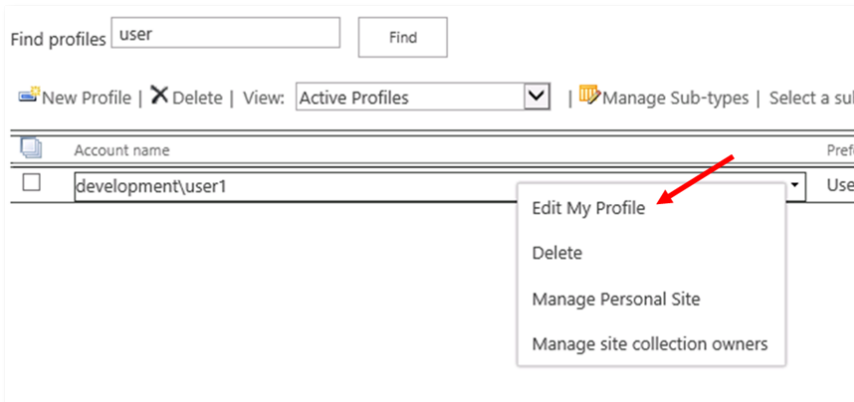 Find profiles user Find
New Profile | Delete | View: Active Profiles | Manage Sub-types | Select a su
Account name Pref
development\user1 Use
Edit My Profile
Delete
Manage Personal Site
Manage site collection owners